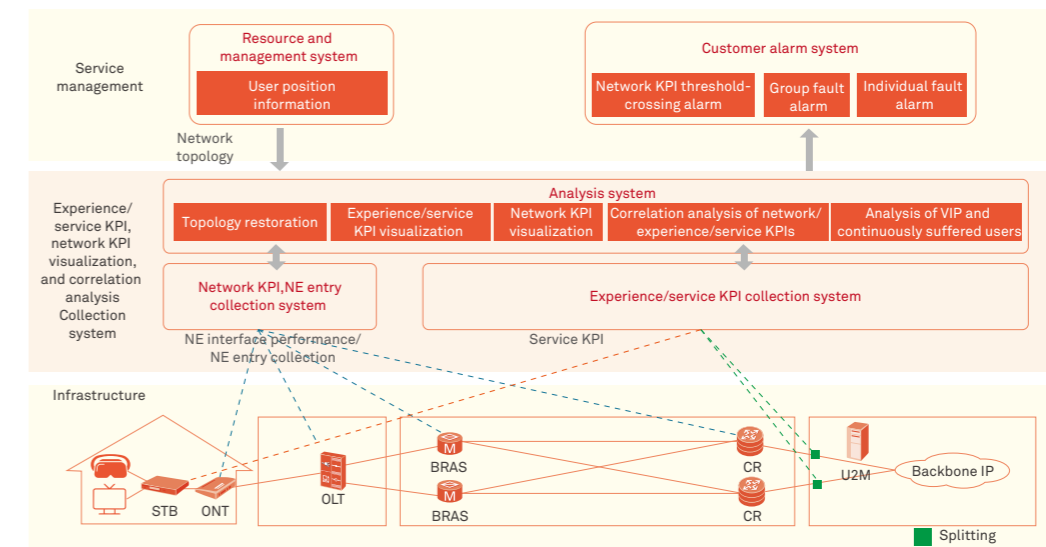 Service
management
Resource and
management system
User position
information
Customer alarm system
Network KPI threshold-
crossing alarm
Group fault
alarm
Individual fault
alarm
Network
topology
Experience/
service KPI,
network KPI
visualization,
and correlation
analysis
Collection
system
Analysis system
Topology restoration
Experience/service
KPI visualization
Network KPI
visualization
Correlation analysis of network/
experience/service KPIs
Analysis of VIP and
continuously suffered users
Network KPI,NE entry
collection system
Experience/service KPI collection system
NE interface performance/
NE entry collection
Service KPI
Infrastructure
STB
ONT
OLT
BRAS
BRAS
CR
CR
U2M
Backbone IP
Splitting
M
M